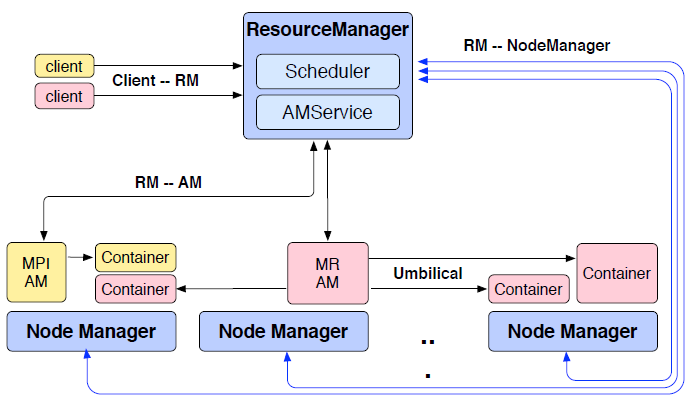 ResourceManager
RM -- NodeManager
client
Scheduler
Client -- RM
client
AMService
RM -- AM
MPI
AM
Container
Container
MR
AM
Umbilical
Container
Container
Node Manager
Node Manager
..
.
Node Manager